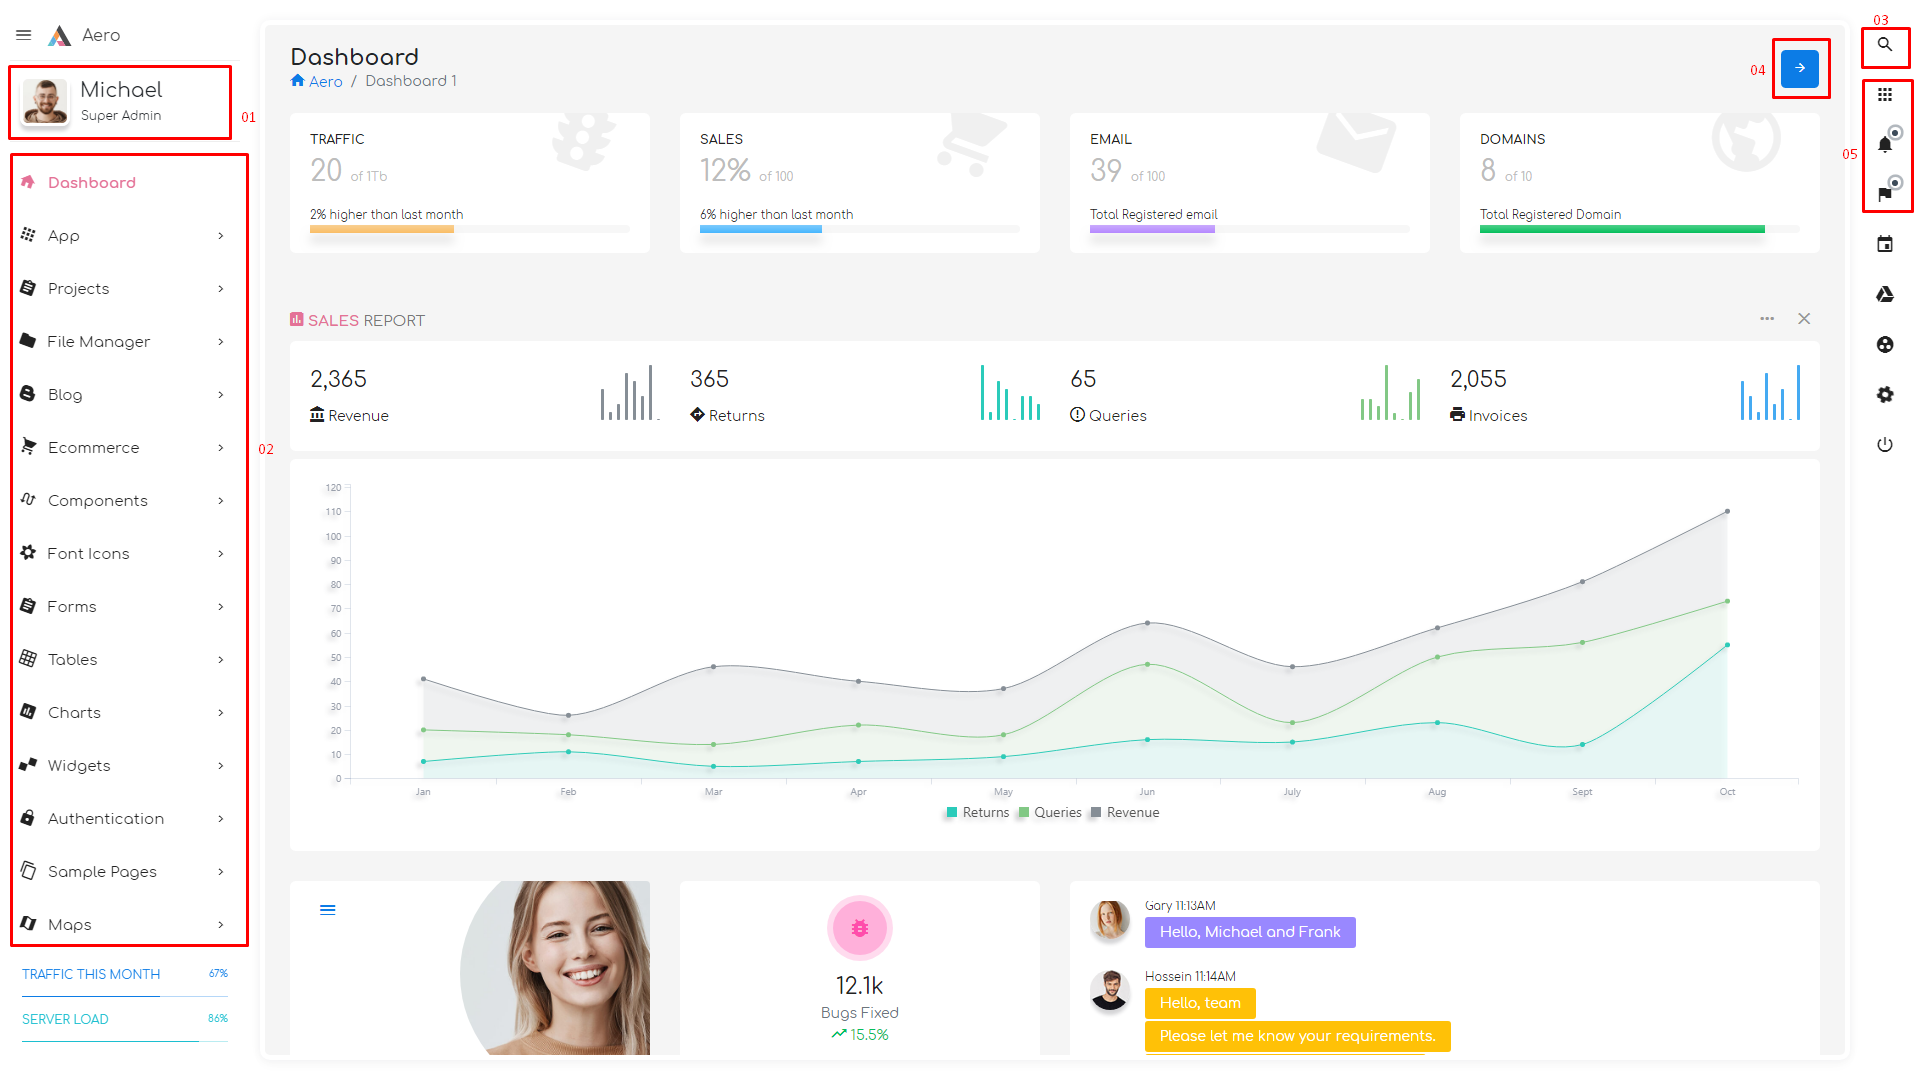 Aero
Michael
Super Admin
01
Dashboard
App
Projects
File Manager
Blog
Ecommerce
Components
Font Icons
Forms
Tables
Charts
Widgets
Authentication
Sample Pages
Maps
02
TRAFFIC THIS MONTH 67%
SERVER LOAD 86%
Dashboard
Aero / Dashboard 1
04
03
05
TRAFFIC
20 of 1Tb
2% higher than last month
SALES
12% of 100
6% higher than last month
EMAIL
39 of 100
Total Registered email
DOMAINS
8 of 10
Total Registered Domain
SALES REPORT
2,365
Revenue
365
Returns
65
Queries
2,055
Invoices
120
110
100
90
80
70
60
50
40
30
20
10
0
Jan Feb Mar Apr May Jun July Aug Sept Oct
Returns Queries Revenue
12.1k
Bugs Fixed
15.5%
Gary 11:13AM
Hello, Michael and Frank
Hossein 11:14AM
Hello, team
Please let me know your requirements.